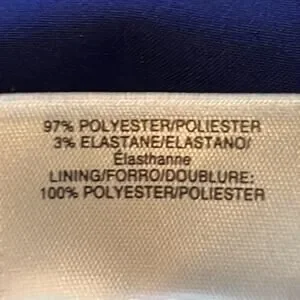 97% POLYESTER/POLIESTER
3% ELASTANE/ELASTANO/
Élasthanne
LINING/FORRO/DOUBLURE:
100% POLYESTER/POLIESTER